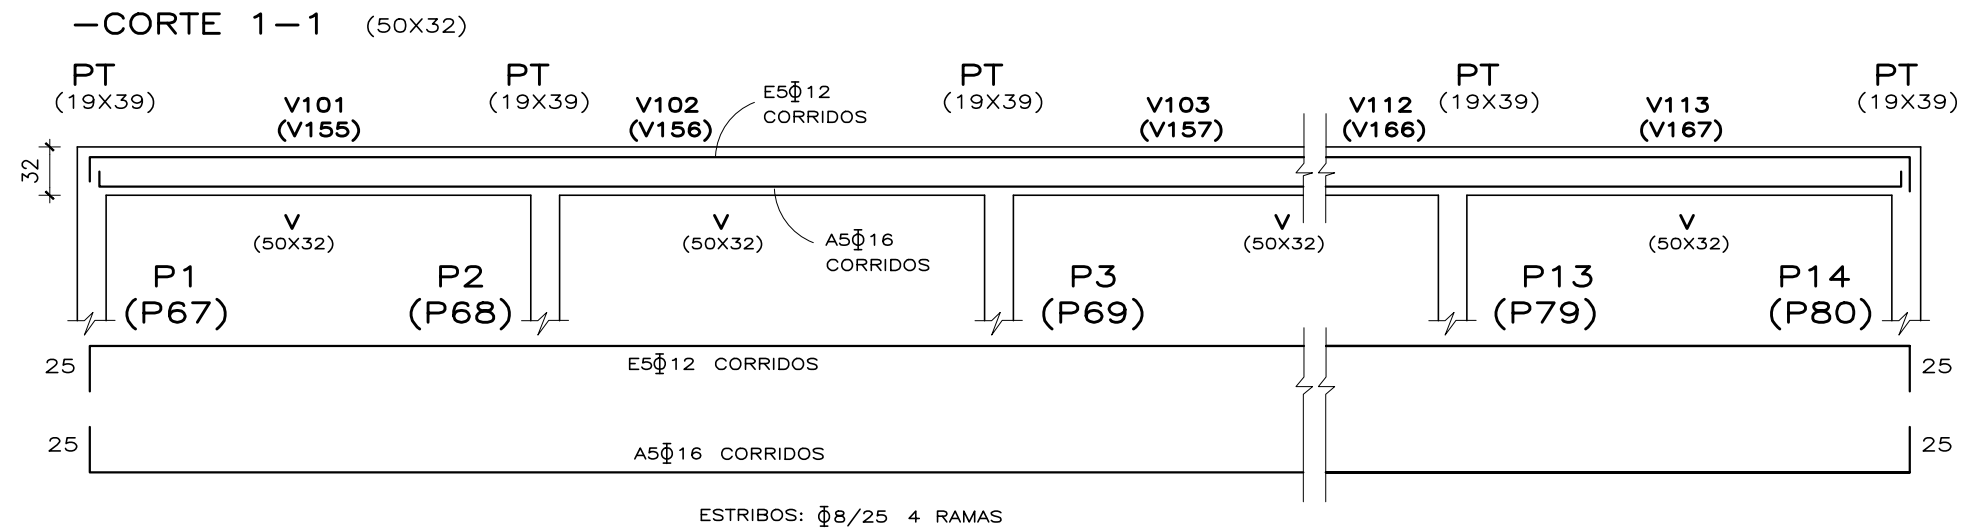 —CORTE 1—1 (50X32)
PT PT PT PT PT
(19X39) (19X39) (19X39) (19X39) (19X39)
V101 V102 V103 V112 V113
(V155) (V156) (V157) (V166) (V167)
E5Φ12
CORRIDOS
32
V V V V
(50X32) (50X32) (50X32) (50X32)
A5Φ16
CORRIDOS
P1 P2 P3 P13 P14
(P67) (P68) (P69) (P79) (P80)
25 E5Φ12 CORRIDOS 25
25 A5Φ16 CORRIDOS 25
ESTRIBOS: Φ8/25 4 RAMAS